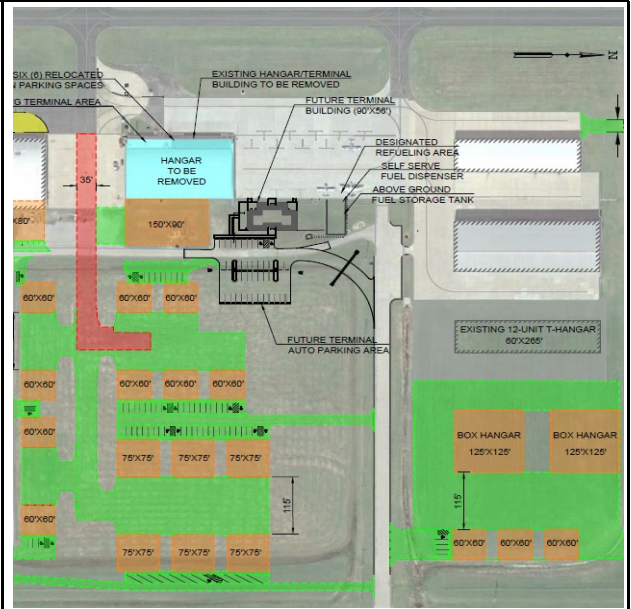 SIX (6) RELOCATED
PARKING SPACES
TERMINAL AREA
EXISTING HANGAR/TERMINAL
BUILDING TO BE REMOVED
FUTURE TERMINAL
BUILDING (90'X56')
DESIGNATED
REFUELING AREA
SELF SERVE
FUEL DISPENSER
ABOVE GROUND
FUEL STORAGE TANK
N
HANGAR
TO BE
REMOVED
35'
150'X90'
60'X60'
60'X60'
60'X60'
FUTURE TERMINAL
AUTO PARKING AREA
EXISTING 12-UNIT T-HANGAR
60'X265'
60'X60'
60'X60'
60'X60'
60'X60'
60'X60'
BOX HANGAR
125'X125'
BOX HANGAR
125'X125'
75'X75'
75'X75'
75'X75'
115'
115'
60'X60'
75'X75'
75'X75'
75'X75'
60'X60'
60'X60'
60'X60'